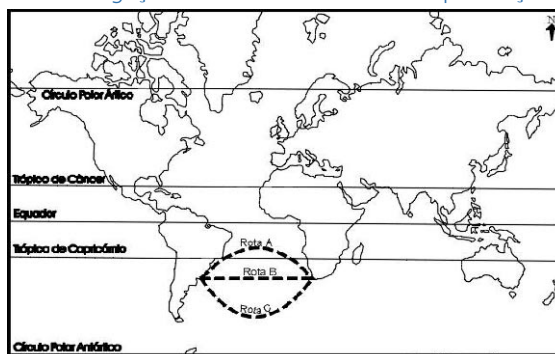 N
Círculo Polar Ártico
Trópico de Câncer
Equador
Trópico de Capricórnio
Rota A
Rota B
Rota C
Círculo Polar Antártico